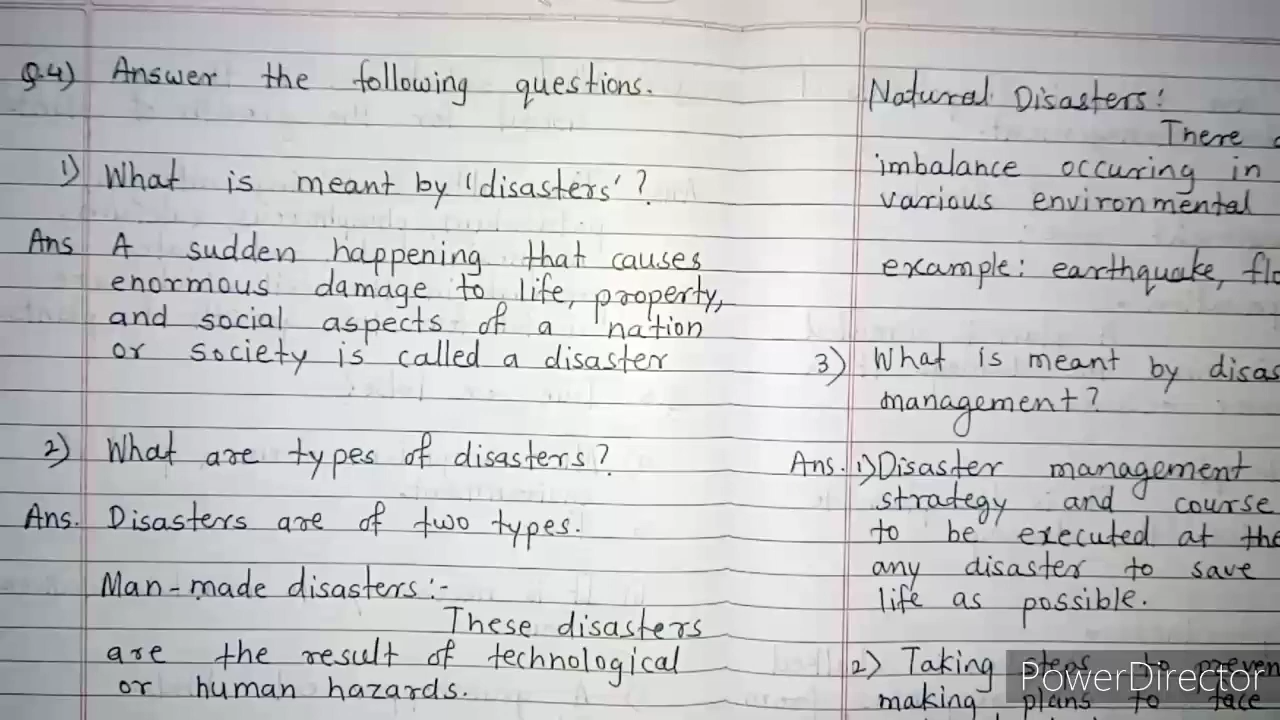 Q.4) Answer the following questions.
1) What is meant by 'disasters'?
Ans A sudden happening that causes
enormous damage to life, property,
and social aspects of a nation
or society is called a disaster
2) What are types of disasters?
Ans. Disasters are of two types.
Man-made disasters:-
These disasters
are the result of technological
or human hazards.
Natural Disasters:
There
imbalance occuring in
various environmental
example: earthquake,
3) What is meant by
management?
Ans. 1) Disaster management
strategy and course
to be executed at the
any disaster to save
life as possible.
2) Taking steps to
making plans to face
PowerDirector